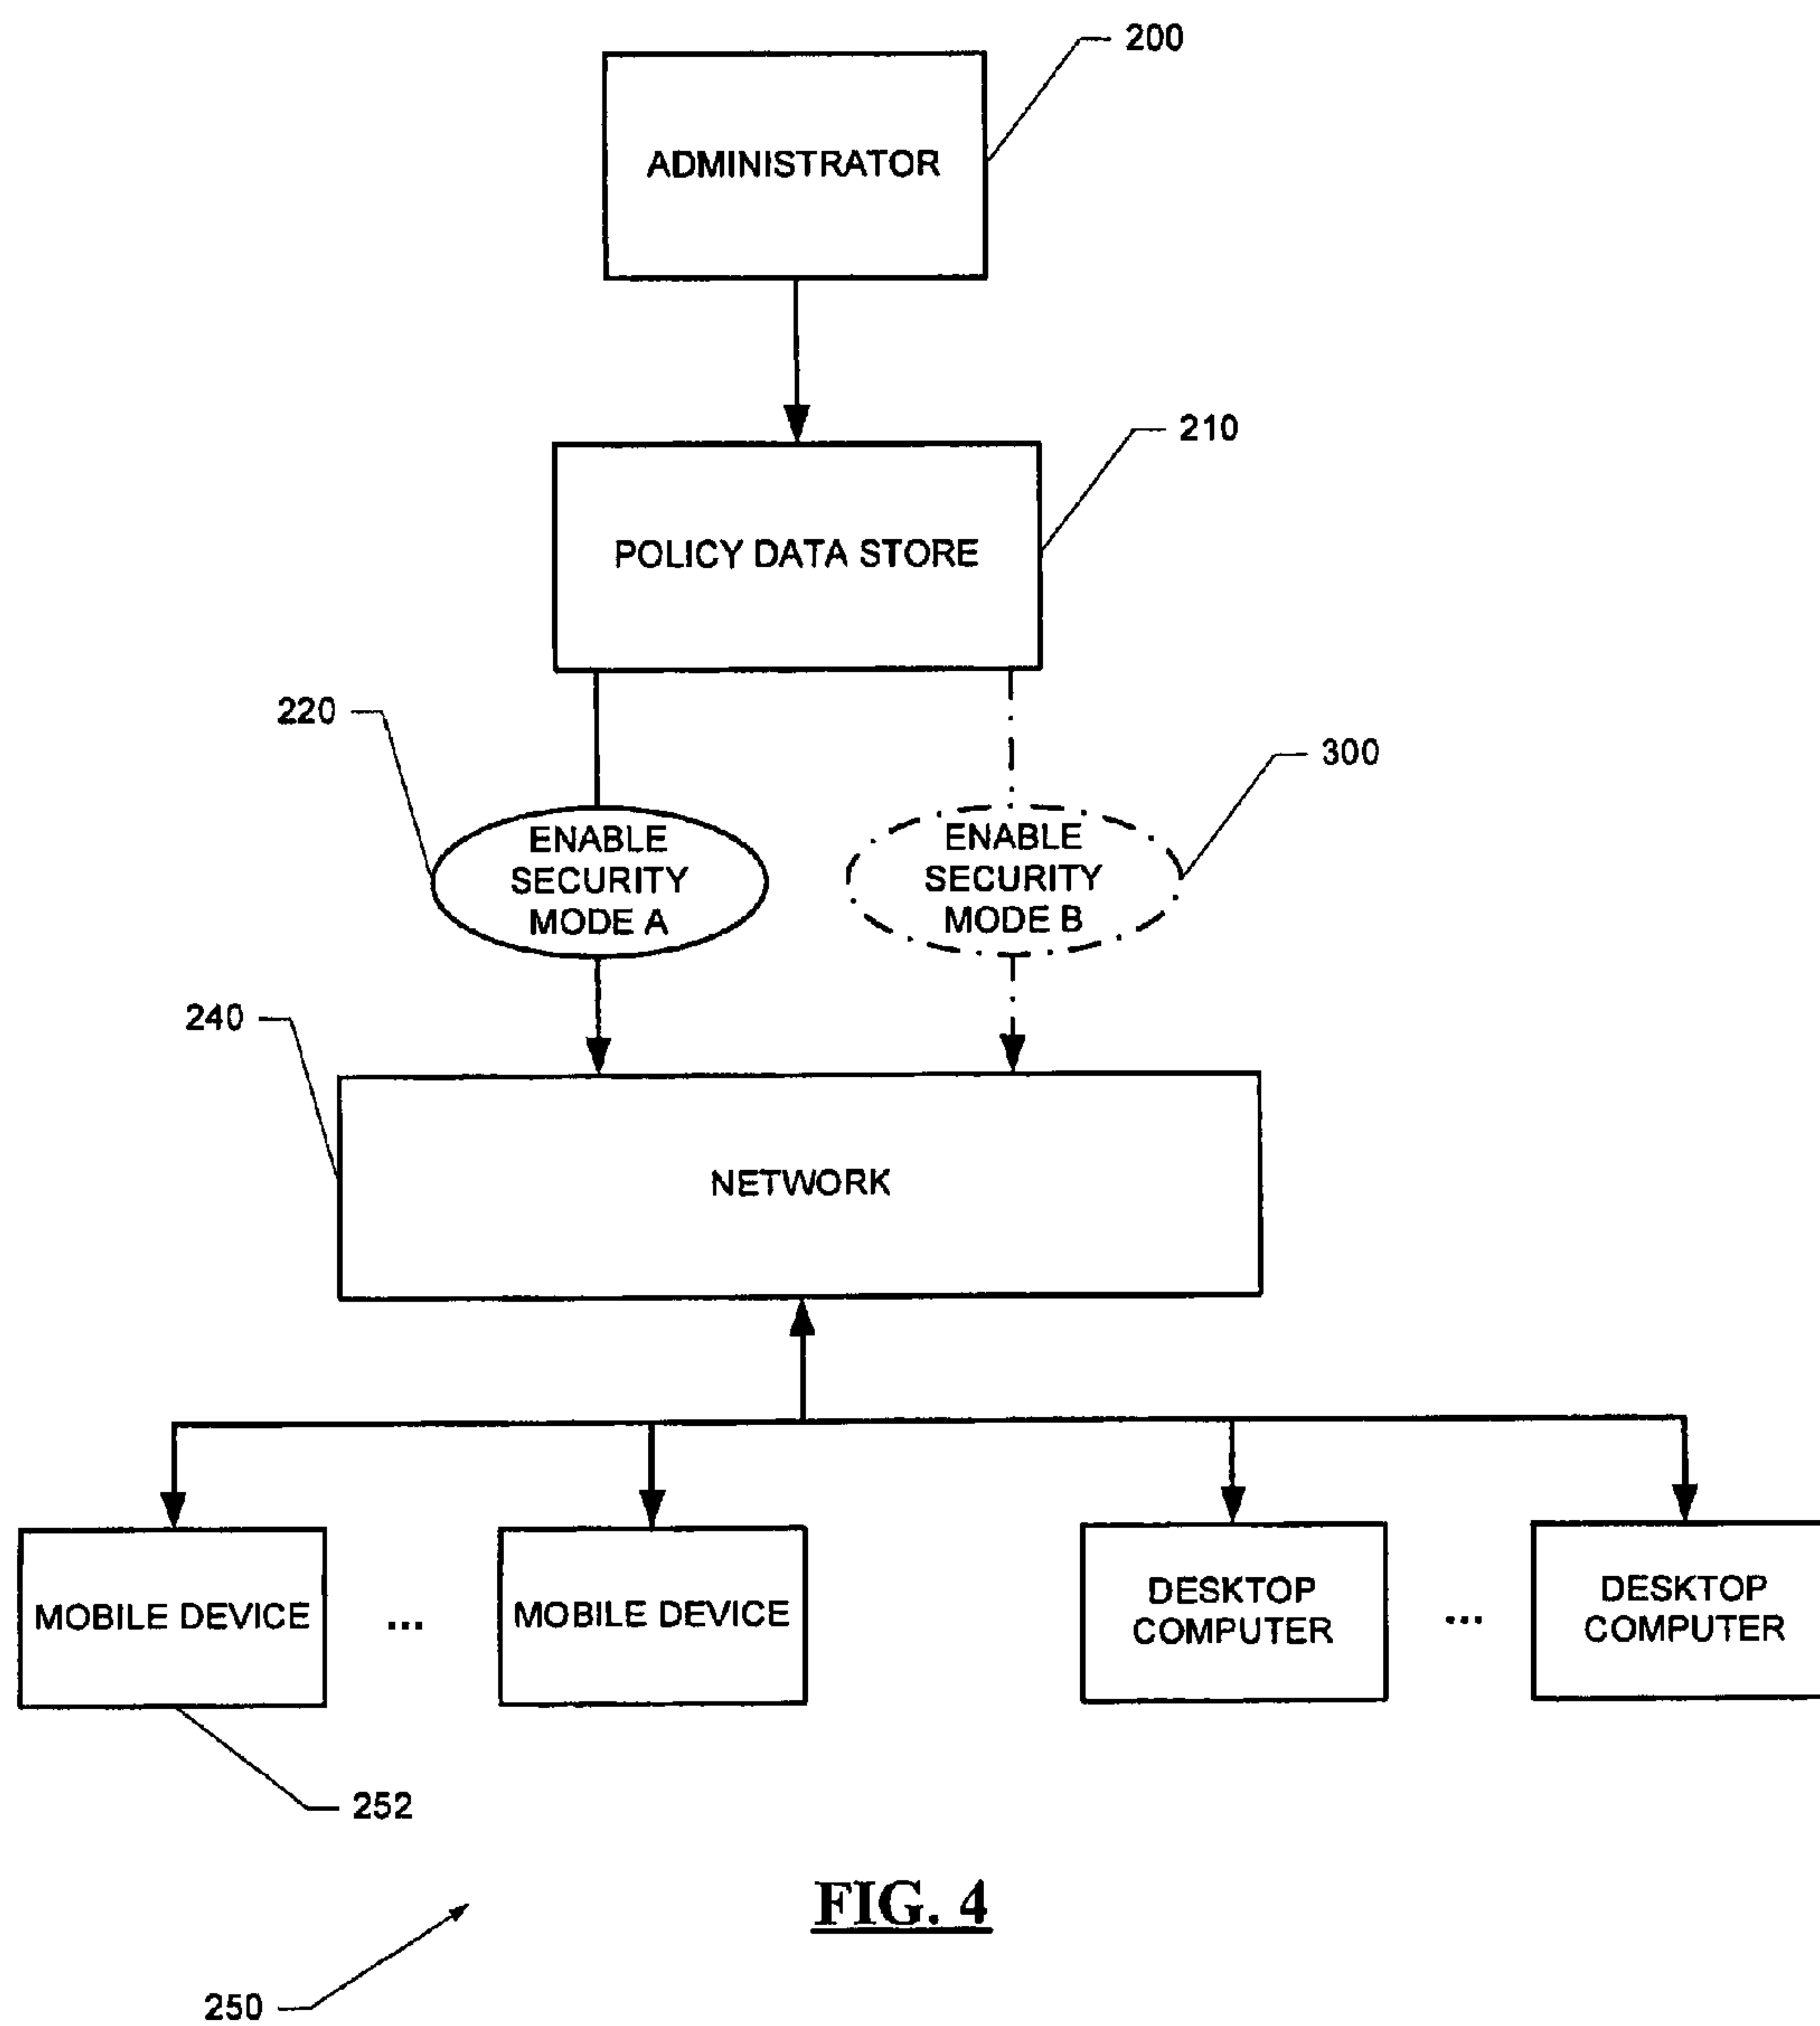 200
ADMINISTRATOR
210
POLICY DATA STORE
220
300
ENABLE
SECURITY
MODE A
ENABLE
SECURITY
MODE B
240
NETWORK
MOBILE DEVICE
...
MOBILE DEVICE
DESKTOP
COMPUTER
...
DESKTOP
COMPUTER
252
FIG. 4
250